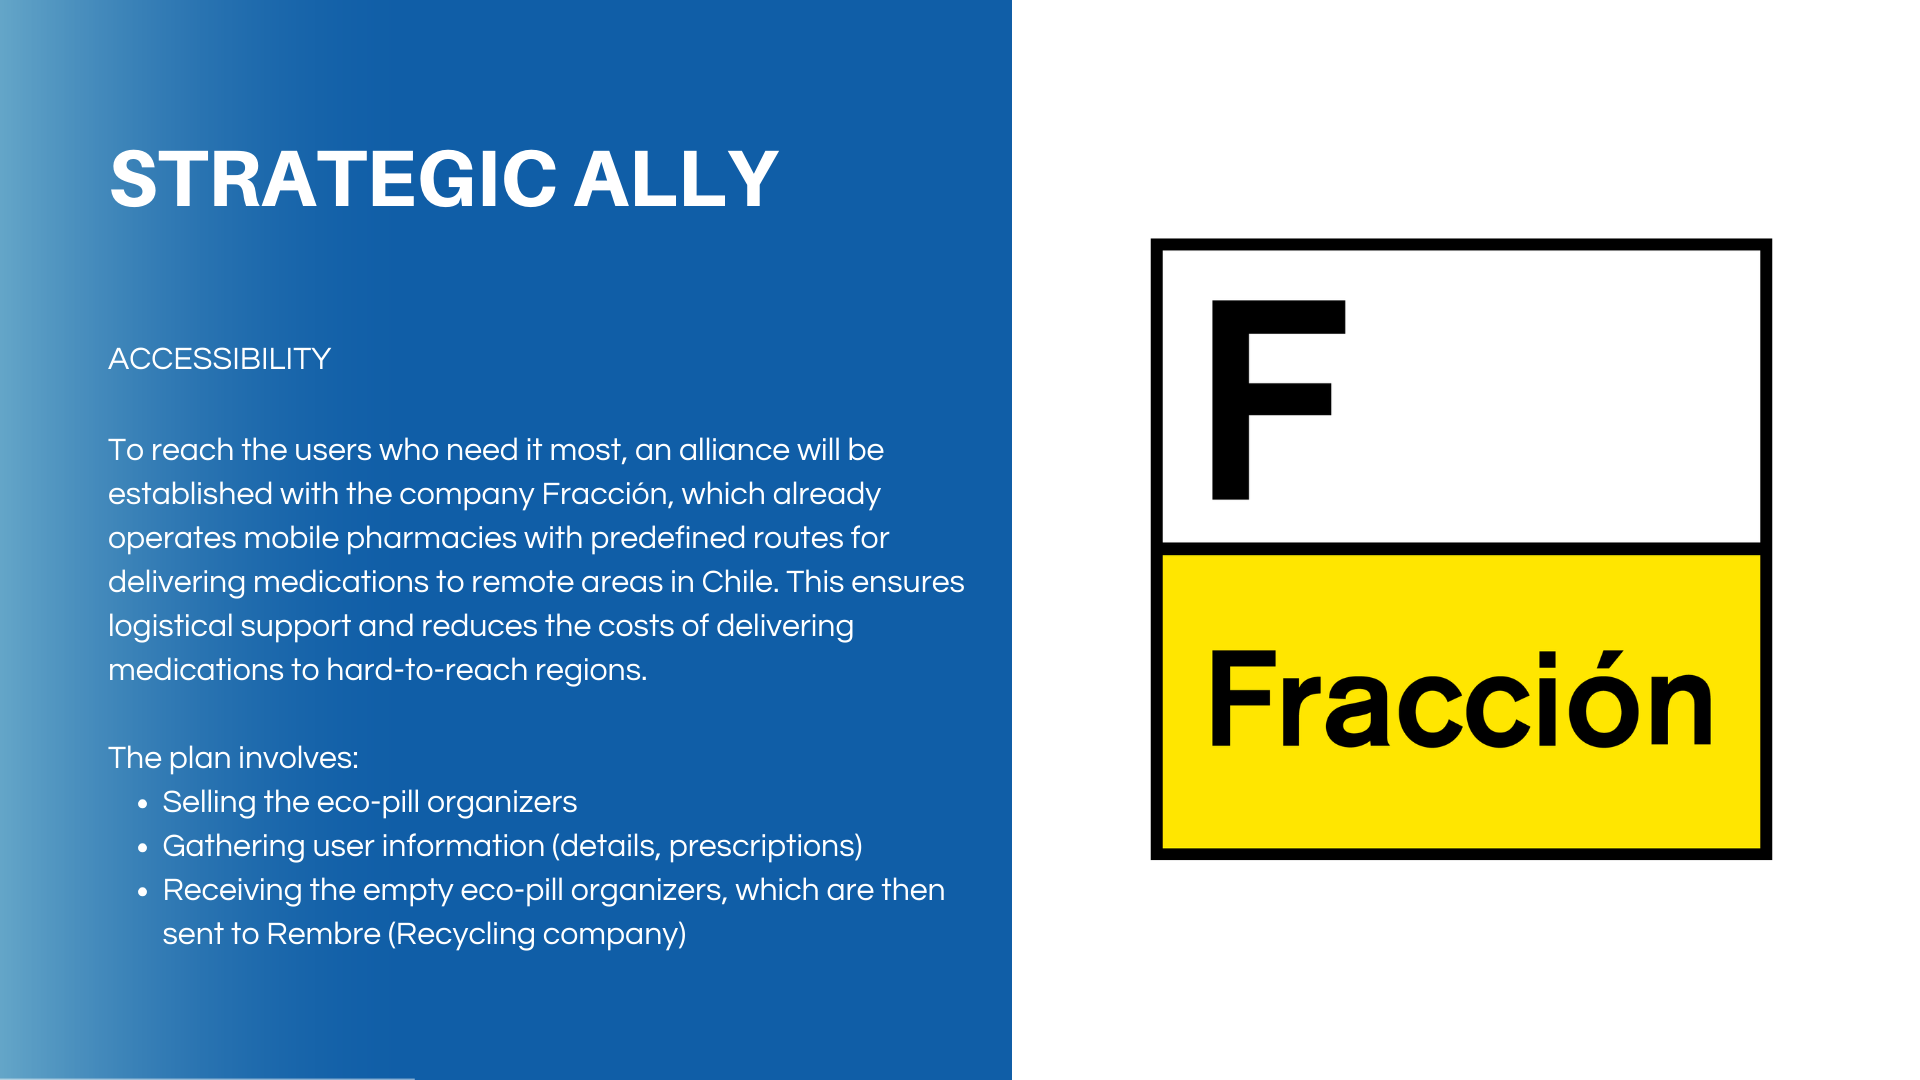 STRATEGIC ALLY
ACCESSIBILITY
To reach the users who need it most, an alliance will be
established with the company Fracción, which already
operates mobile pharmacies with predefined routes for
delivering medications to remote areas in Chile. This ensures
logistical support and reduces the costs of delivering
medications to hard-to-reach regions.
The plan involves:
• Selling the eco-pill organizers
• Gathering user information (details, prescriptions)
• Receiving the empty eco-pill organizers, which are then
sent to Rembre (Recycling company)
F
Fracción